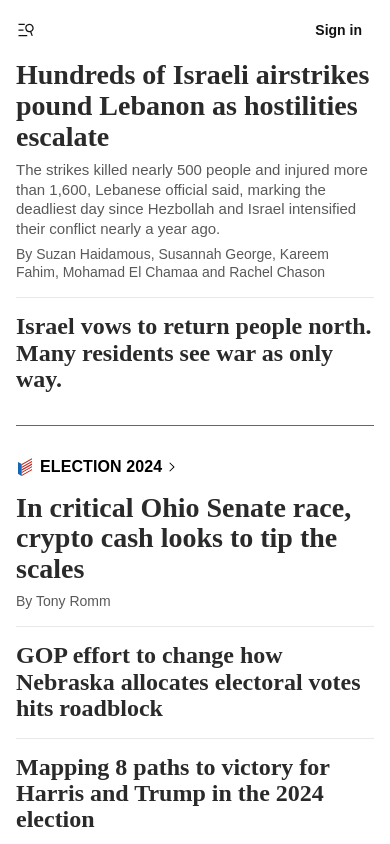 Sign in
Hundreds of Israeli airstrikes
pound Lebanon as hostilities
escalate
The strikes killed nearly 500 people and injured more
than 1,600, Lebanese official said, marking the
deadliest day since Hezbollah and Israel intensified
their conflict nearly a year ago.
By Suzan Haidamous, Susannah George, Kareem
Fahim, Mohamad El Chamaa and Rachel Chason
Israel vows to return people north.
Many residents see war as only
way.
ELECTION 2024
In critical Ohio Senate race,
crypto cash looks to tip the
scales
By Tony Romm
GOP effort to change how
Nebraska allocates electoral votes
hits roadblock
Mapping 8 paths to victory for
Harris and Trump in the 2024
election